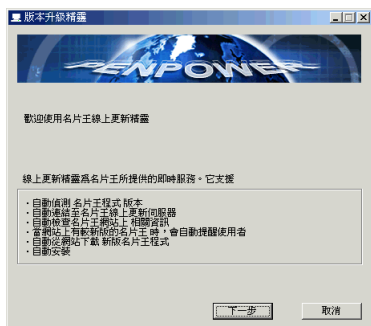 版本升級精靈
PENPOWER
歡迎使用名片王線上更新精靈
線上更新精靈為名片王所提供的即時服務。它支援
・自動偵測 名片王程式 版本
・自動連結至名片王線上更新伺服器
・自動檢查名片王網站上 相關資訊
・當網站上有較新版的名片王 時，會自動提醒使用者
・自動從網站下載 新版名片王程式
・自動安裝
下一步
取消